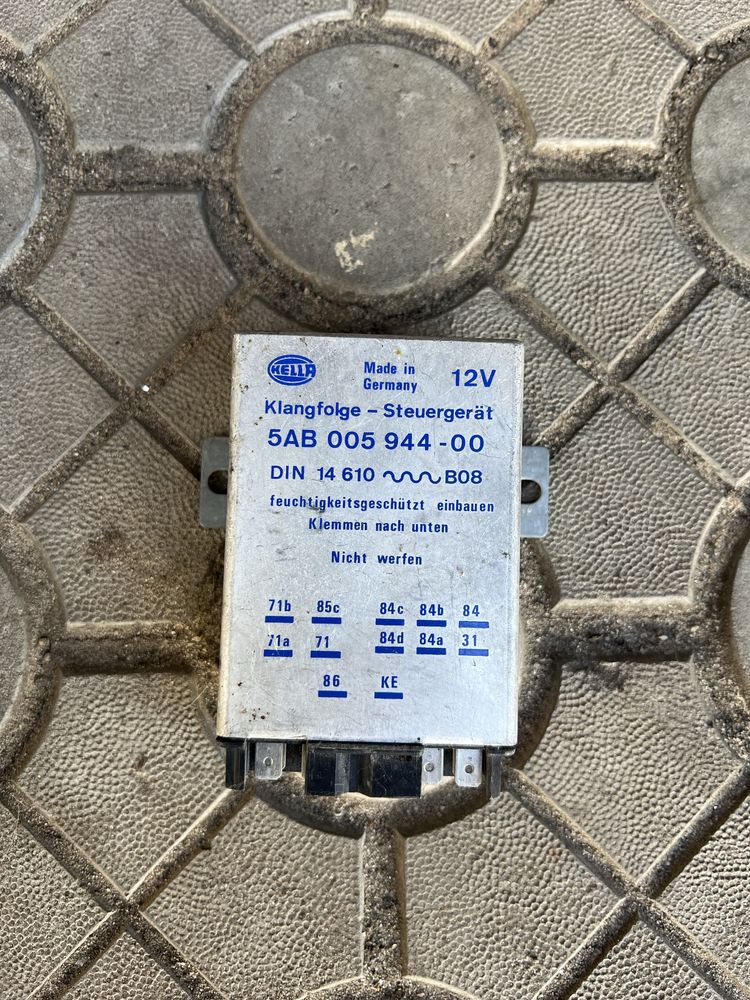 HELLA
Made in
Germany
12V
Klangfolge - Steuergerät
5AB 005 944 - 00
DIN 14 610 B08
feuchtigkeitsgeschützt einbauen
Klemmen nach unten
Nicht werfen
71b 85c 84c 84b 84
71a 71 84d 84a 31
86 KE